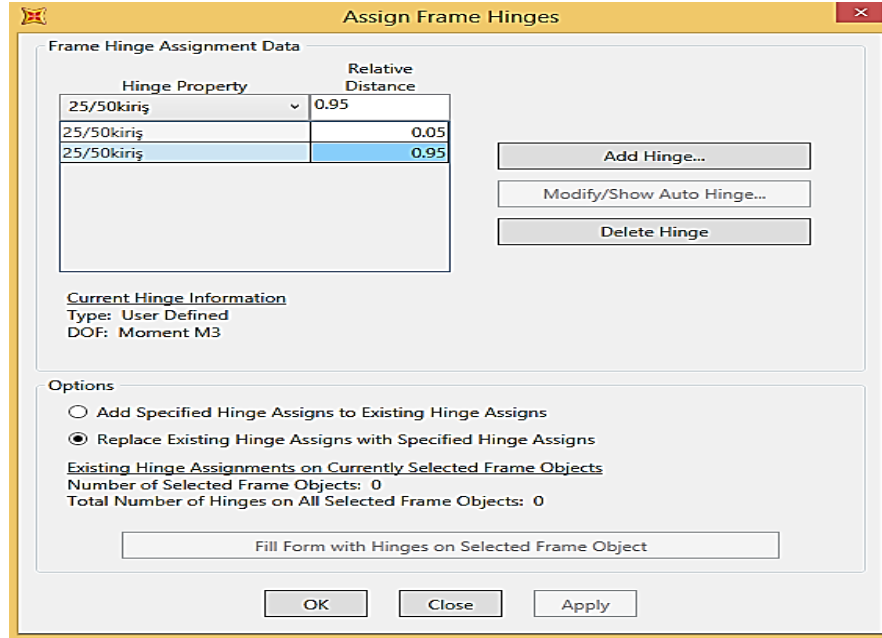 Assign Frame Hinges
Frame Hinge Assignment Data
Hinge Property
Relative
Distance
25/50kiriş
0.95
25/50kiriş
0.05
25/50kiriş
0.95
Add Hinge...
Modify/Show Auto Hinge...
Delete Hinge
Current Hinge Information
Type: User Defined
DOF: Moment M3
Options
Add Specified Hinge Assigns to Existing Hinge Assigns
Replace Existing Hinge Assigns with Specified Hinge Assigns
Existing Hinge Assignments on Currently Selected Frame Objects
Number of Selected Frame Objects: 0
Total Number of Hinges on All Selected Frame Objects: 0
Fill Form with Hinges on Selected Frame Object
OK
Close
Apply